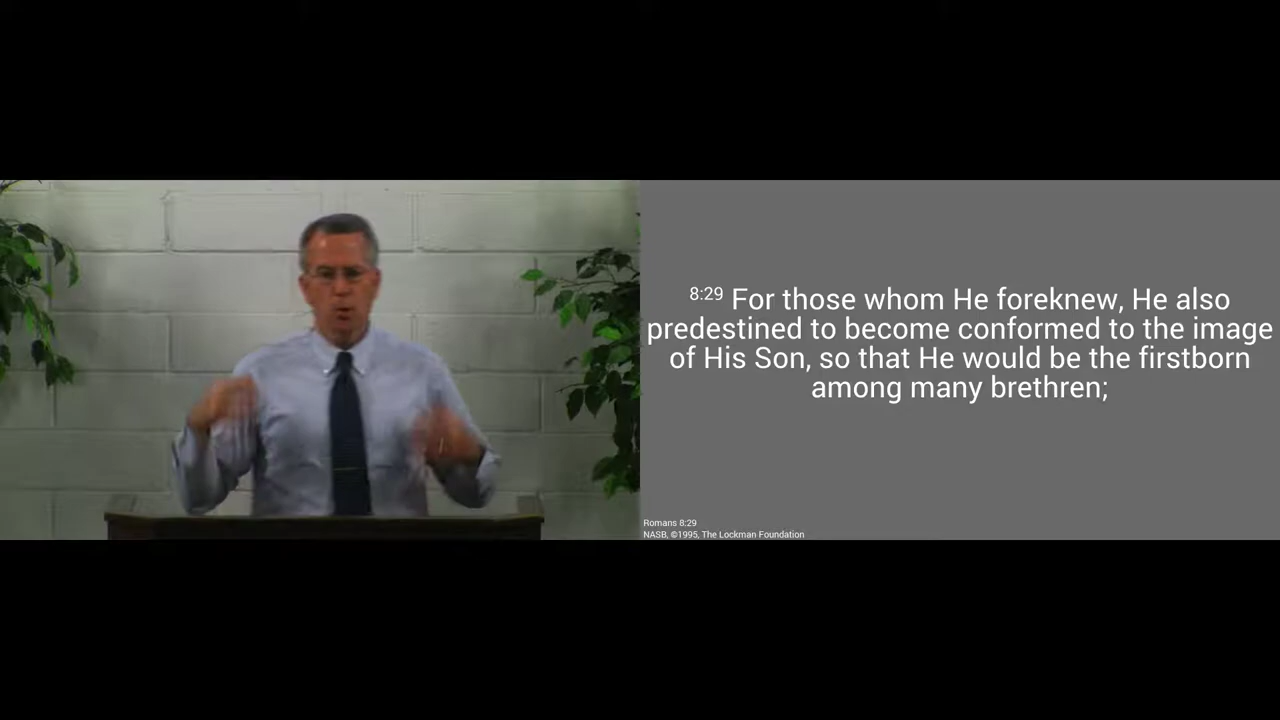 8:29 For those whom He foreknew, He also
predestined to become conformed to the image
of His Son, so that He would be the firstborn
among many brethren;
Romans 8:29
NASB, ©1995, The Lockman Foundation